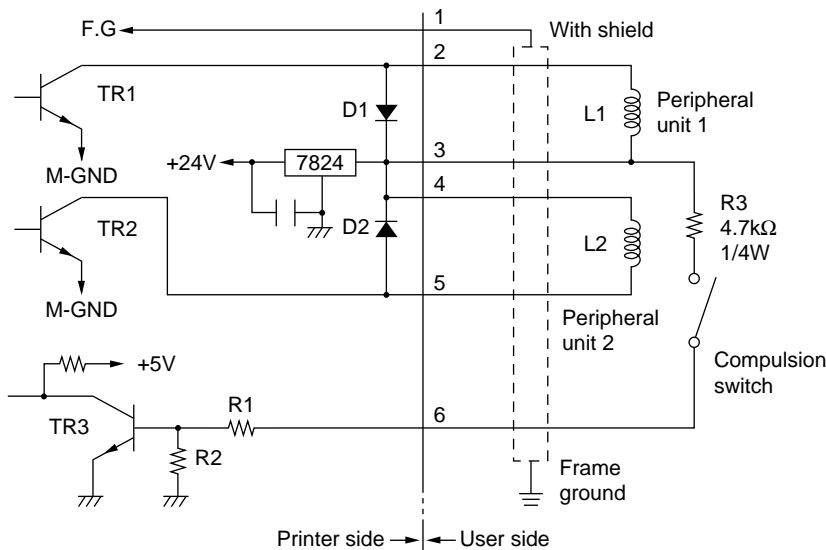 F.G
1
With shield
2
TR1
D1
L1
Peripheral
unit 1
M-GND
+24V
7824
3
4
TR2
D2
L2
R3
4.7kΩ
1/4W
M-GND
5
Peripheral
unit 2
+5V
Compulsion
switch
TR3
R1
6
R2
Frame
ground
Printer side
User side